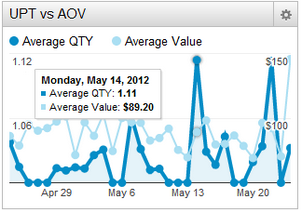 UPT vs AOV
Average QTY Average Value
1.12 $150
Monday, May 14, 2012
Average QTY: 1.11
Average Value: $89.20
1.06 $100
Apr 29 May 6 May 13 May 20